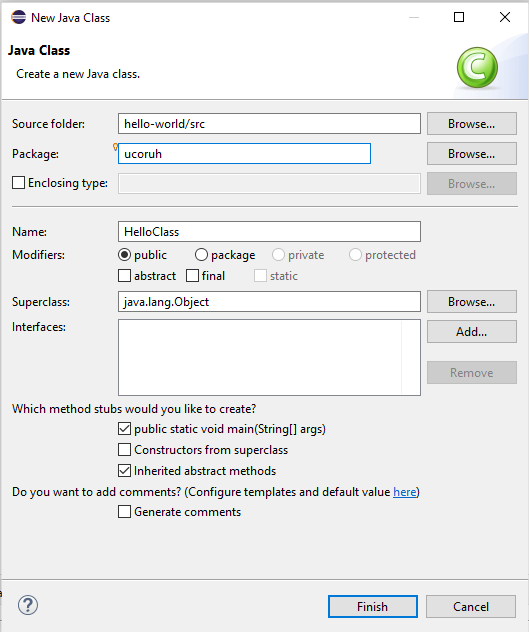 New Java Class
Java Class
Create a new Java class.
Source folder: hello-world/src Browse...
Package: ucoruh Browse...
Enclosing type: Browse...
Name: HelloClass
Modifiers: public package private protected
abstract final static
Superclass: java.lang.Object Browse...
Interfaces: Add...
Remove
Which method stubs would you like to create?
public static void main(String[] args)
Constructors from superclass
Inherited abstract methods
Do you want to add comments? (Configure templates and default value here)
Generate comments
? Finish Cancel